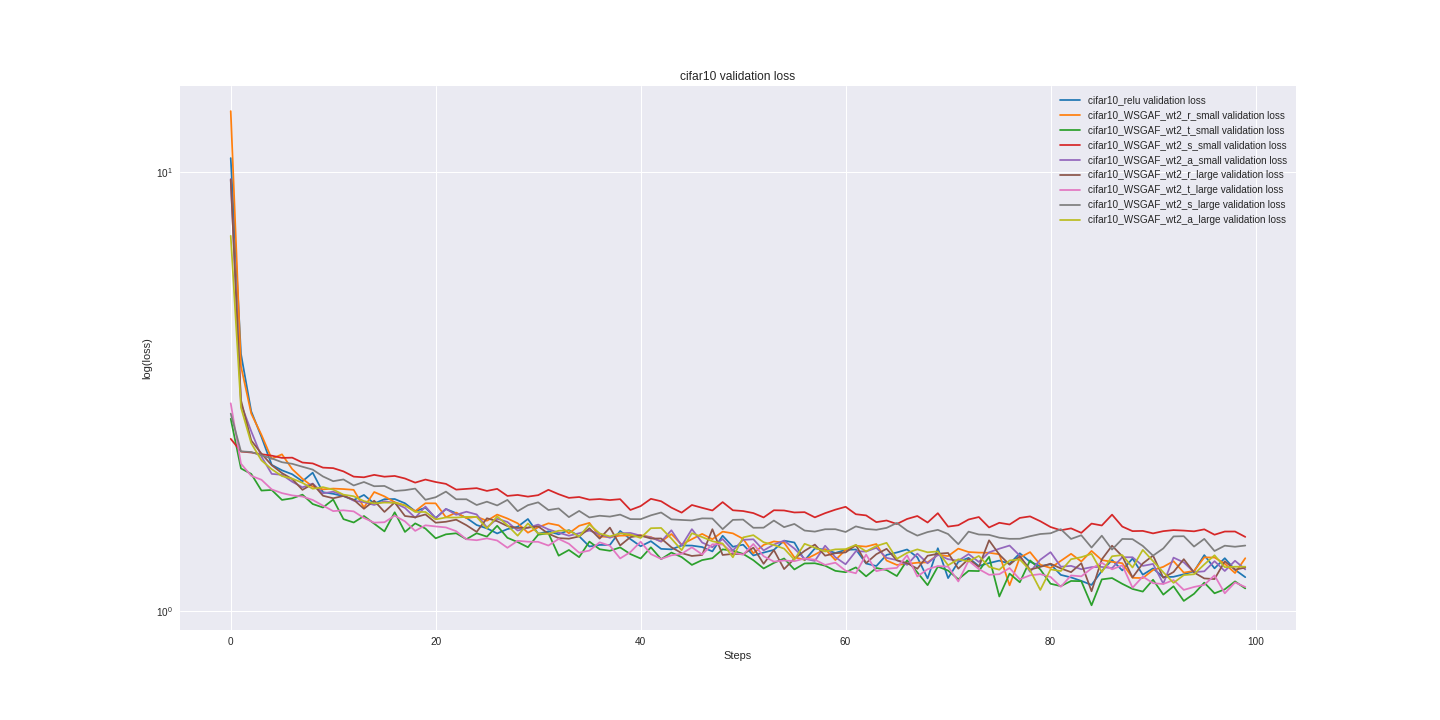 cifar10 validation loss
cifar10_relu validation loss
cifar10_WSGAF_wt2_r_small validation loss
cifar10_WSGAF_wt2_t_small validation loss
cifar10_WSGAF_wt2_s_small validation loss
cifar10_WSGAF_wt2_a_small validation loss
cifar10_WSGAF_wt2_r_large validation loss
cifar10_WSGAF_wt2_t_large validation loss
cifar10_WSGAF_wt2_s_large validation loss
cifar10_WSGAF_wt2_a_large validation loss
10¹
log(loss)
10⁰
0 20 40 60 80 100
Steps